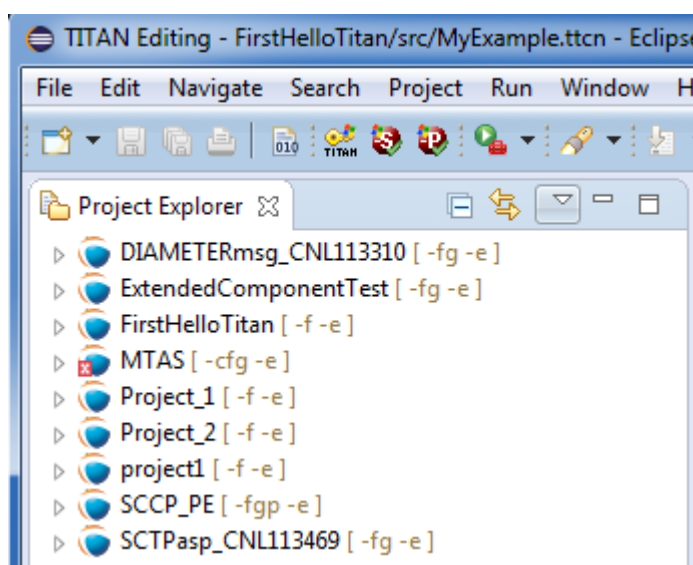 TITAN Editing - FirstHelloTitan/src/MyExample.ttcn - Eclipse
File Edit Navigate Search Project Run Window H
010 TITAN S P
Project Explorer
DIAMETERmsg_CNL113310 [ -fg -e ]
ExtendedComponentTest [ -fg -e ]
FirstHelloTitan [ -f -e ]
MTAS [ -cfg -e ]
Project_1 [ -f -e ]
Project_2 [ -f -e ]
project1 [ -f -e ]
SCCP_PE [ -fgp -e ]
SCTPasp_CNL113469 [ -fg -e ]